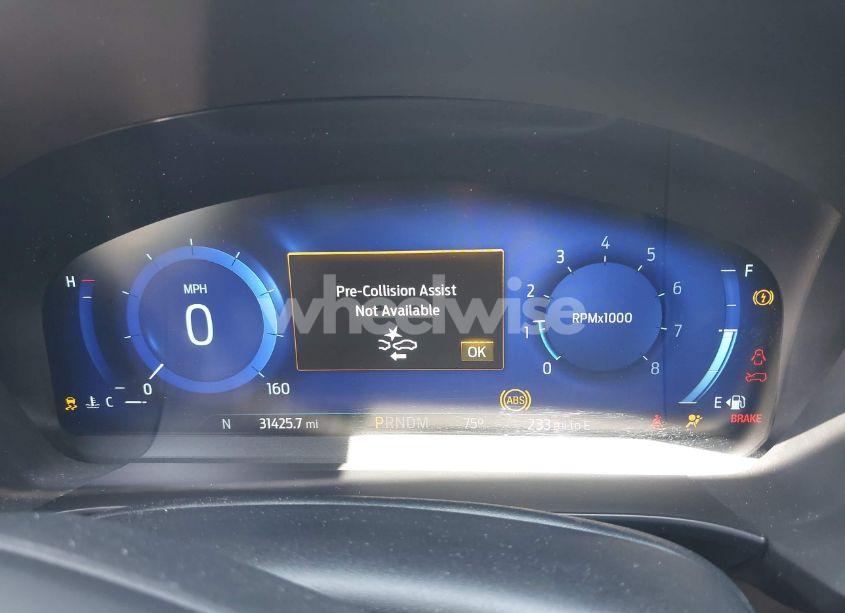 H
MPH
0
C
0
160
Pre-Collision Assist
Not Available
OK
wheelwise
0
1
2
3
4
5
6
7
8
RPMx1000
F
E
ABS
BRAKE
N
31425.7 mi
PRNDM
75°
233 mi to E